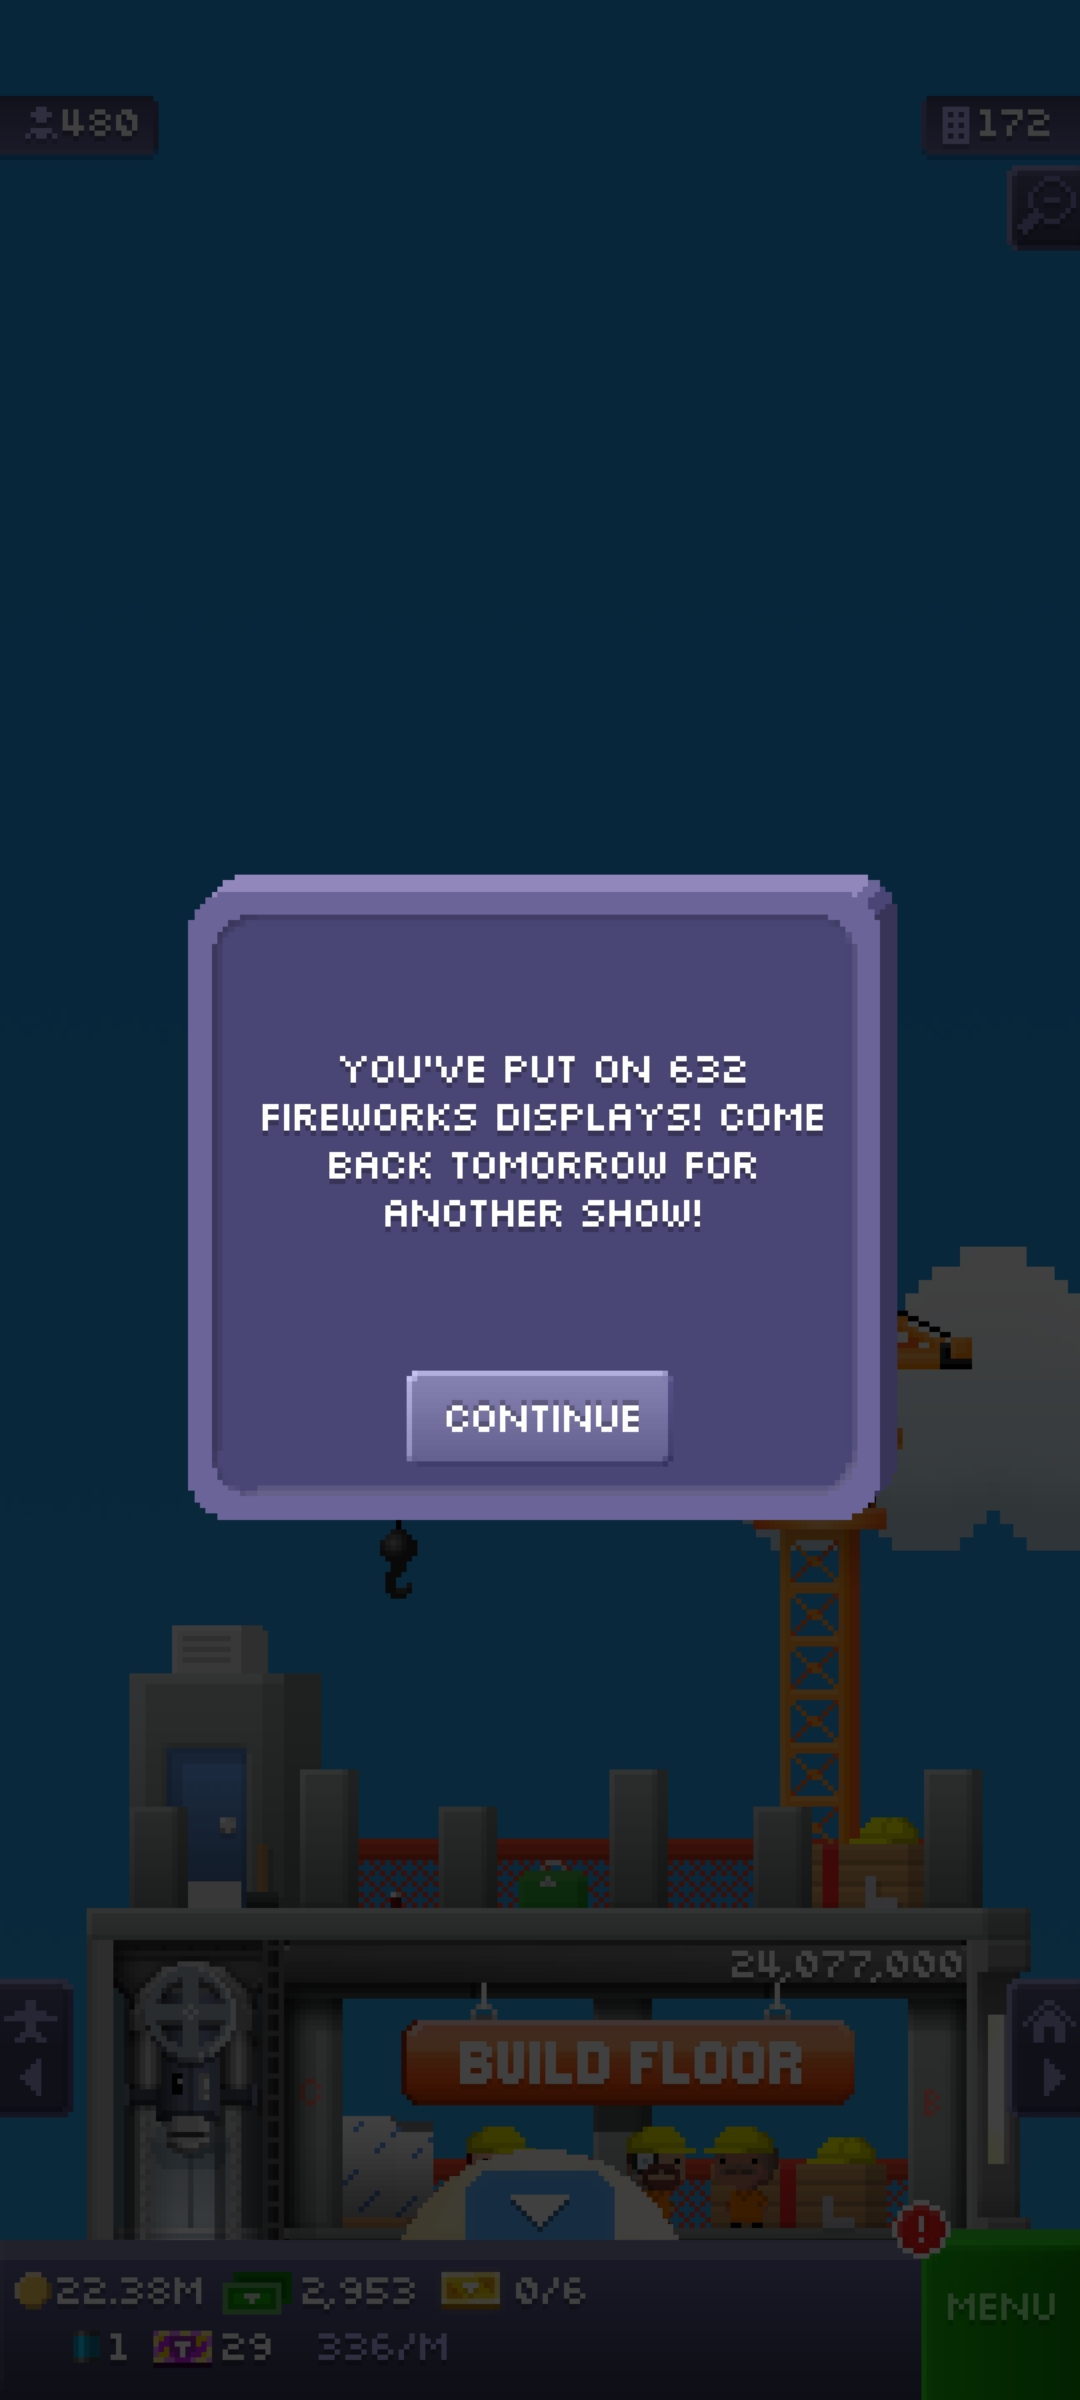 480
172
YOU'VE PUT ON 632
FIREWORKS DISPLAYS! COME
BACK TOMORROW FOR
ANOTHER SHOW!
CONTINUE
24,077,000
BUILD FLOOR
C
B
L
L
!
22.38M 2,953 0/6
MENU
1 T 29 336/M